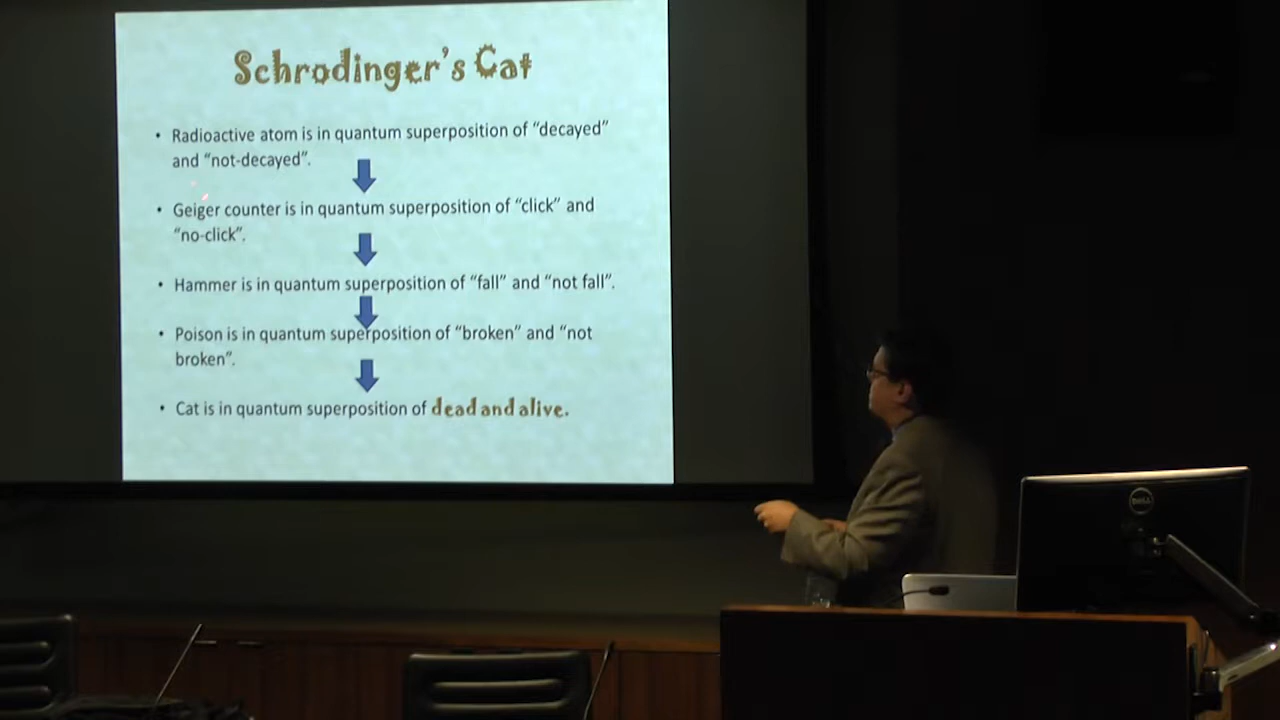 Schrodinger's Cat
• Radioactive atom is in quantum superposition of “decayed”
and “not-decayed”.
• Geiger counter is in quantum superposition of “click” and
“no-click”.
• Hammer is in quantum superposition of “fall” and “not fall”.
• Poison is in quantum superposition of “broken” and “not
broken”.
• Cat is in quantum superposition of dead and alive.
DELL